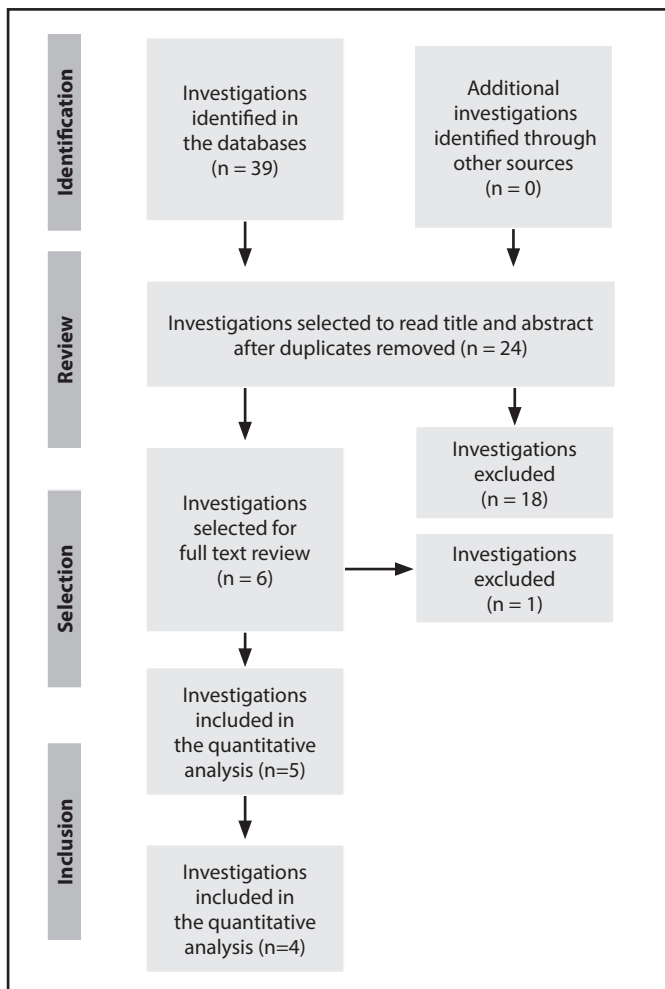 Identification
Investigations
identified in
the databases
(n = 39)
Additional
investigations
identified through
other sources
(n = 0)
Review
Investigations selected to read title and abstract
after duplicates removed (n = 24)
Investigations
excluded
(n = 18)
Selection
Investigations
selected for
full text review
(n = 6)
Investigations
excluded
(n = 1)
Investigations
included in
the quantitative
analysis (n=5)
Inclusion
Investigations
included in
the quantitative
analysis (n=4)